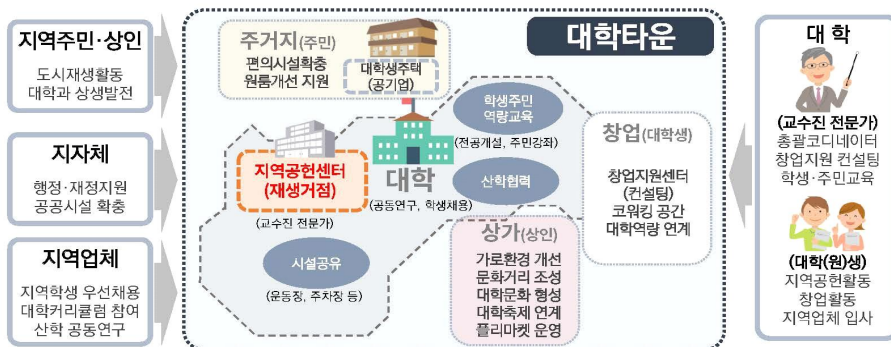 지역주민·상인
도시재생활동
대학과 상생발전
지자체
행정·재정지원
공공시설 확충
지역업체
지역학생 우선채용
대학커리큘럼 참여
산학 공동연구
대학타운
주거지(주민)
편의시설확충
원룸개선 지원
대학생주택
(공기업)
지역공헌센터
(재생거점)
(교수진 전문가)
대학
(공동연구, 학생채용)
학생주민
역량교육
(전공개설, 주민강좌)
산학협력
시설공유
(운동장, 주차장 등)
창업(대학생)
창업지원센터
(컨설팅)
코워킹 공간
대학역량 연계
상가(상인)
가로환경 개선
문화거리 조성
대학문화 형성
대학축제 연계
플리마켓 운영
대 학
(교수진 전문가)
총괄코디네이터
창업지원 컨설팅
학생·주민교육
(대학(원)생)
지역공헌활동
창업활동
지역업체 입사